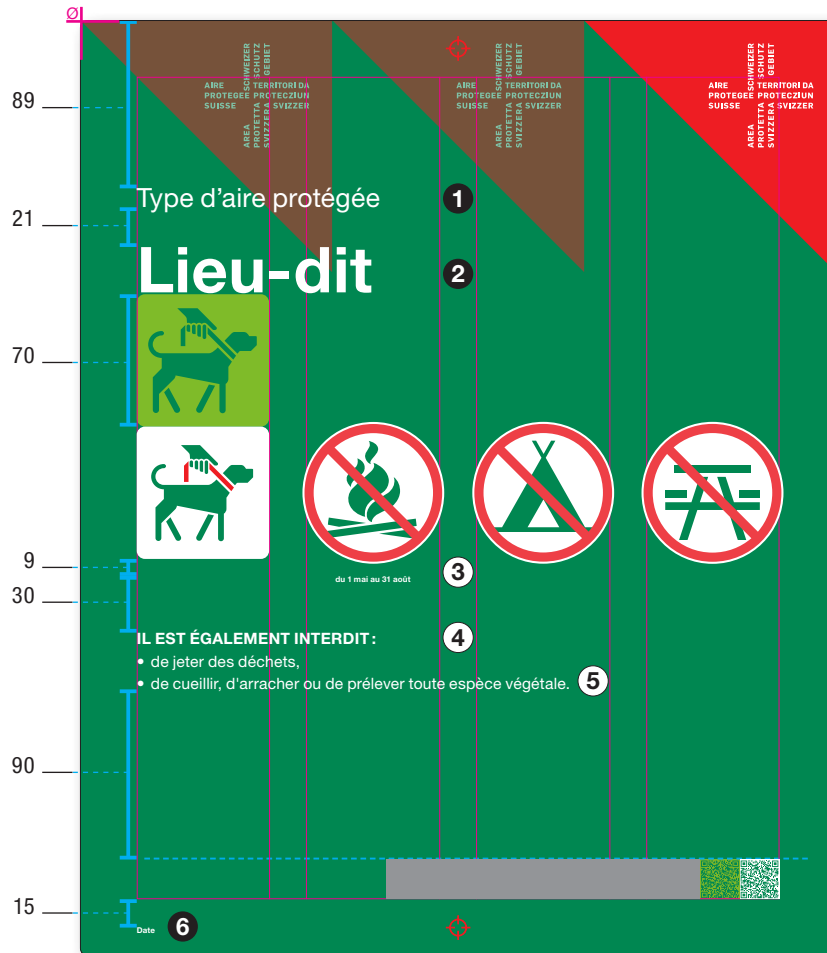 Ø
AIRE
PROTEGÉE
SUISSE
SCHWEIZER
SCHUTZ
GEBIET
TERRITORI DA
PROTECZIUN
SVIZZER
AREA
PROTETTA
SVIZZERA
AIRE
PROTEGÉE
SUISSE
SCHWEIZER
SCHUTZ
GEBIET
TERRITORI DA
PROTECZIUN
SVIZZER
AREA
PROTETTA
SVIZZERA
AIRE
PROTEGÉE
SUISSE
SCHWEIZER
SCHUTZ
GEBIET
TERRITORI DA
PROTECZIUN
SVIZZER
AREA
PROTETTA
SVIZZERA
89
Type d’aire protégée 1
21
Lieu-dit 2
70
9
3
du 1 mai au 31 août
30
IL EST ÉGALEMENT INTERDIT : 4
• de jeter des déchets,
• de cueillir, d'arracher ou de prélever toute espèce végétale. 5
90
15
Date 6